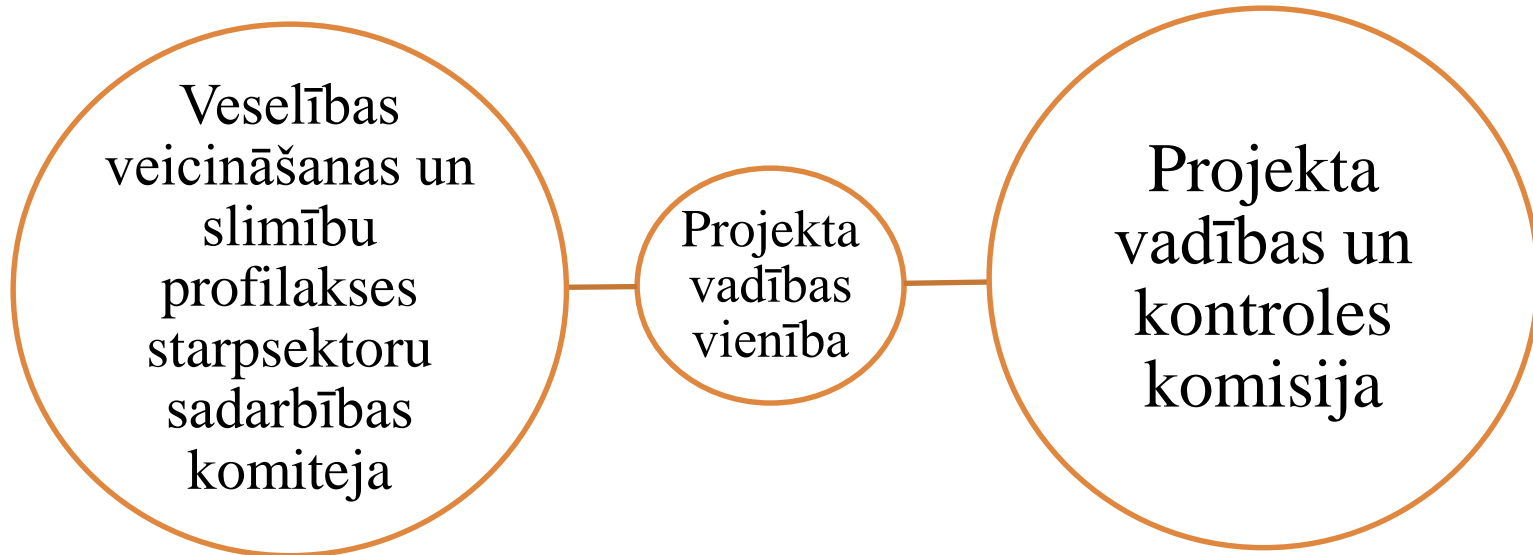 Veselības
veicināšanas un
slimību
profilakses
starpsektoru
sadarbības
komiteja
Projekta
vadības
vienība
Projekta
vadības un
kontroles
komisija